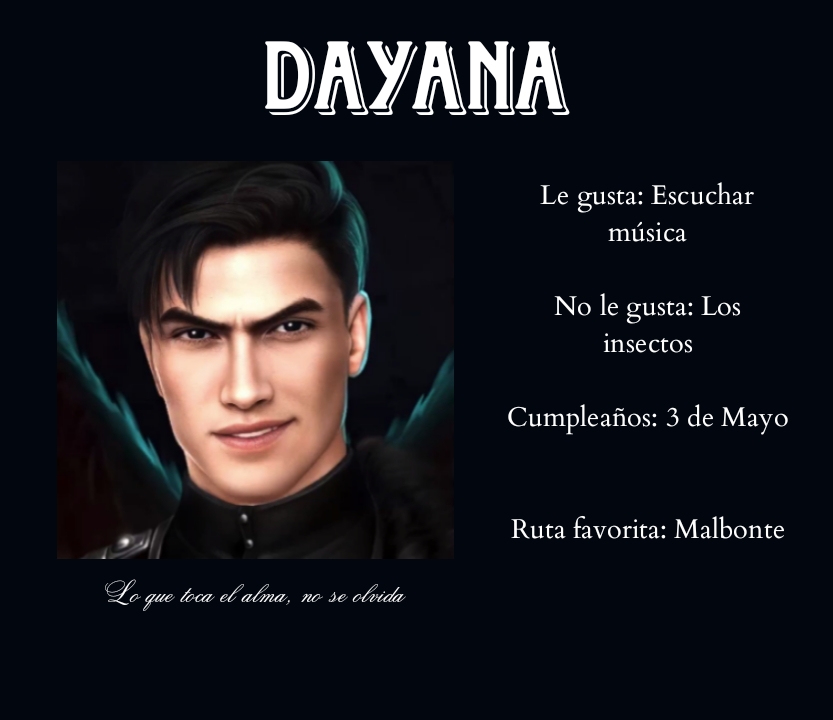 DAYANA
Le gusta: Escuchar
música
No le gusta: Los
insectos
Cumpleaños: 3 de Mayo
Ruta favorita: Malbonte
Lo que toca el alma, no se olvida